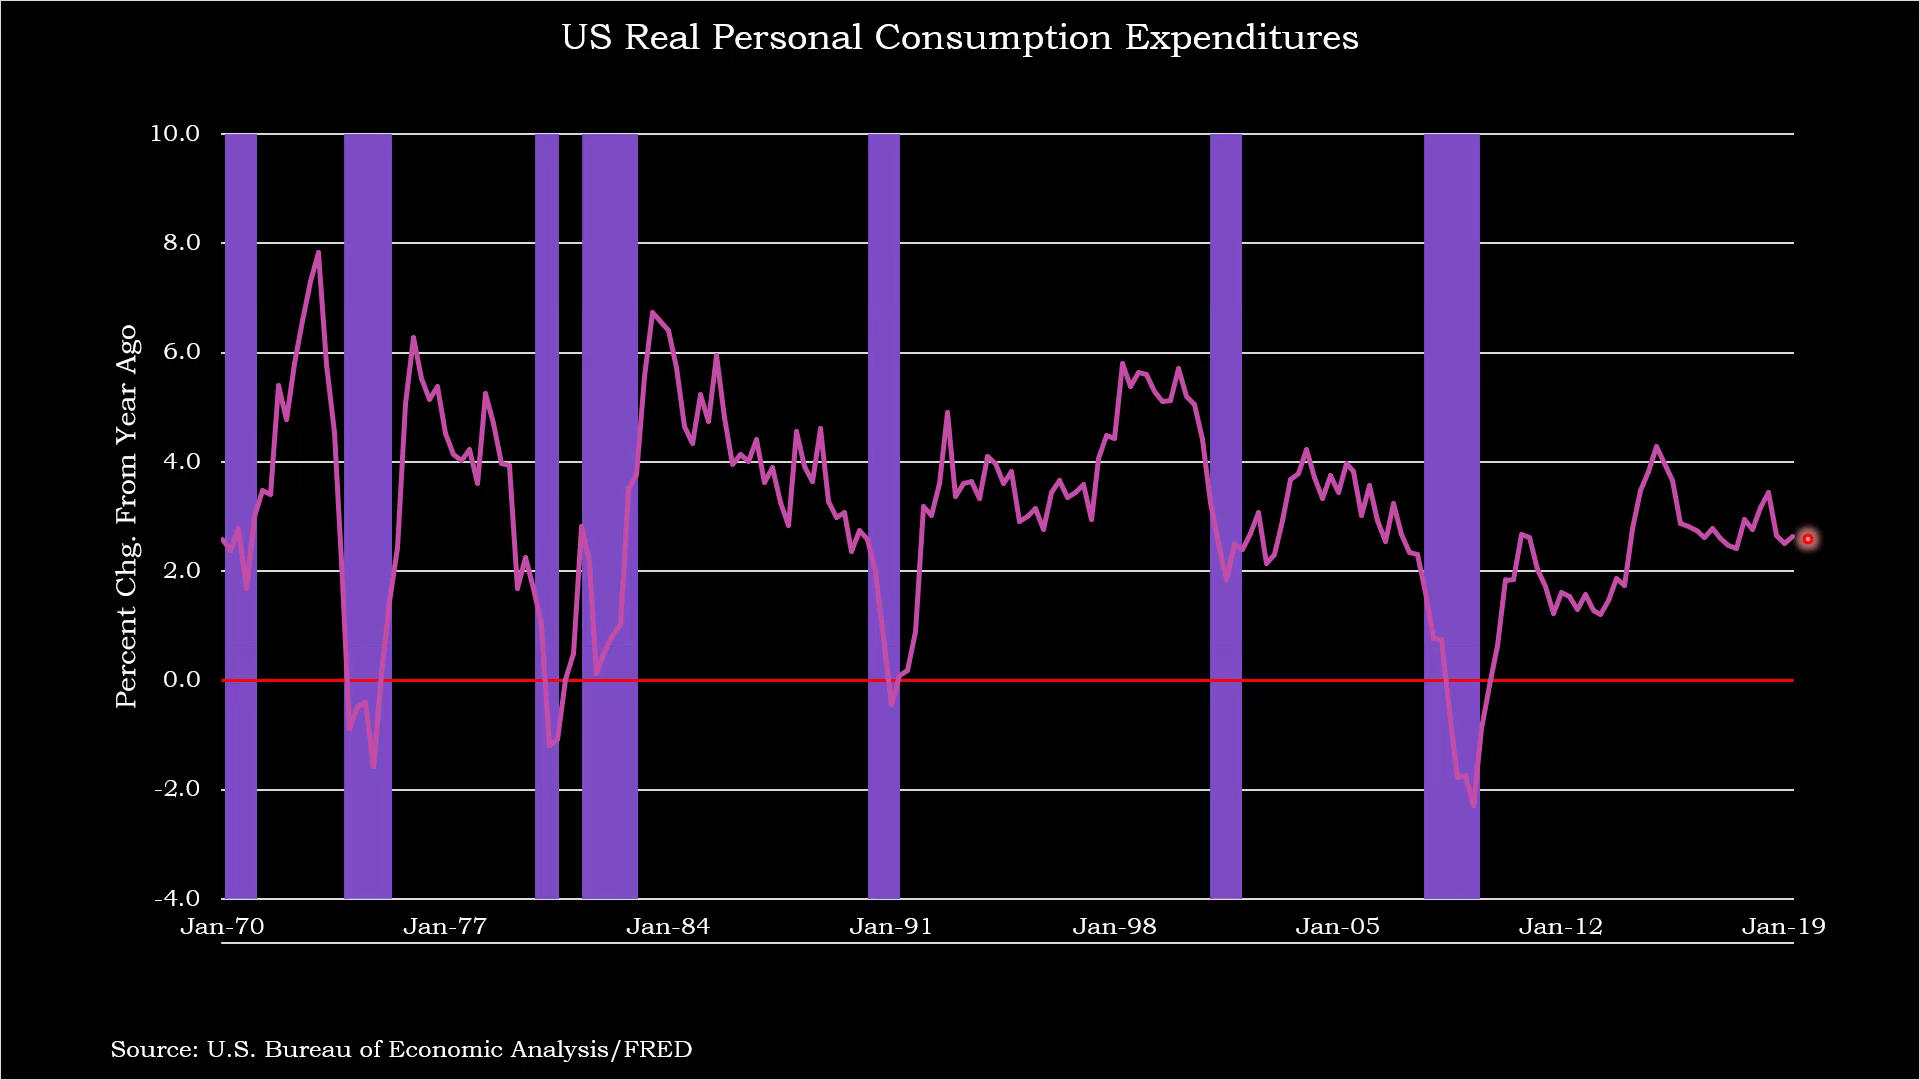 US Real Personal Consumption Expenditures
10.0
8.0
6.0
4.0
2.0
0.0
-2.0
-4.0
Percent Chg. From Year Ago
Jan-70 Jan-77 Jan-84 Jan-91 Jan-98 Jan-05 Jan-12 Jan-19
Source: U.S. Bureau of Economic Analysis/FRED